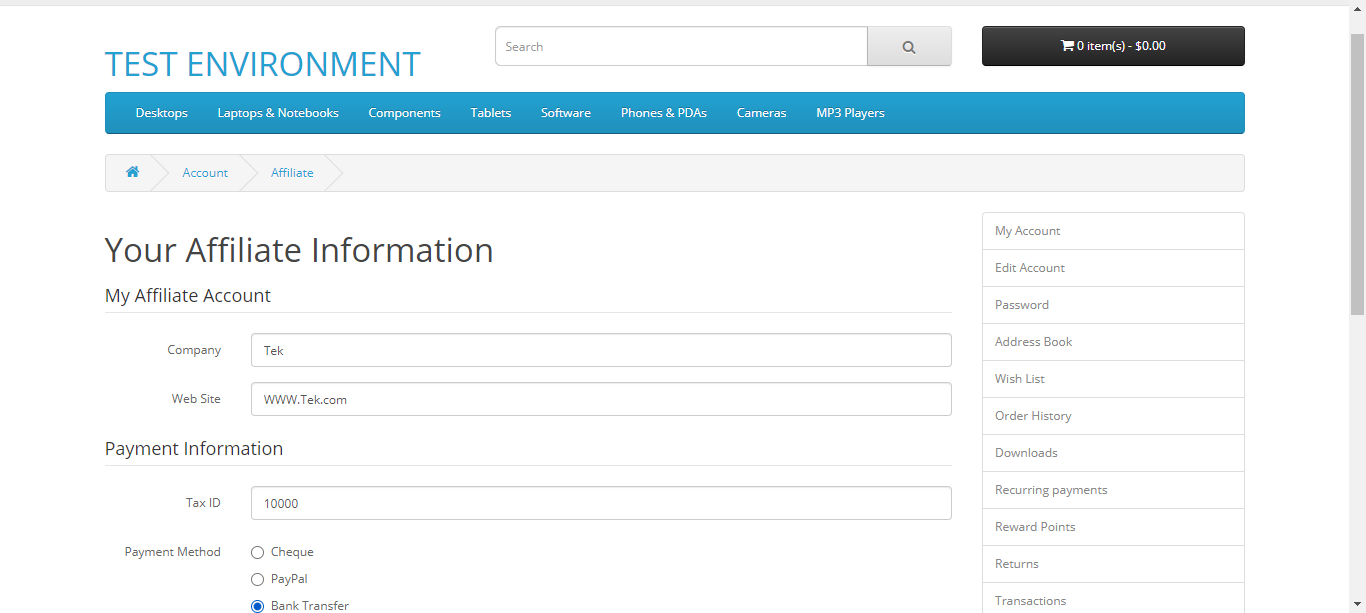 TEST ENVIRONMENT
Search
0 item(s) - $0.00
Desktops Laptops & Notebooks Components Tablets Software Phones & PDAs Cameras MP3 Players
Account Affiliate
Your Affiliate Information
My Affiliate Account
Company Tek
Web Site WWW.Tek.com
Payment Information
Tax ID 10000
Payment Method Cheque
PayPal
Bank Transfer
My Account
Edit Account
Password
Address Book
Wish List
Order History
Downloads
Recurring payments
Reward Points
Returns
Transactions